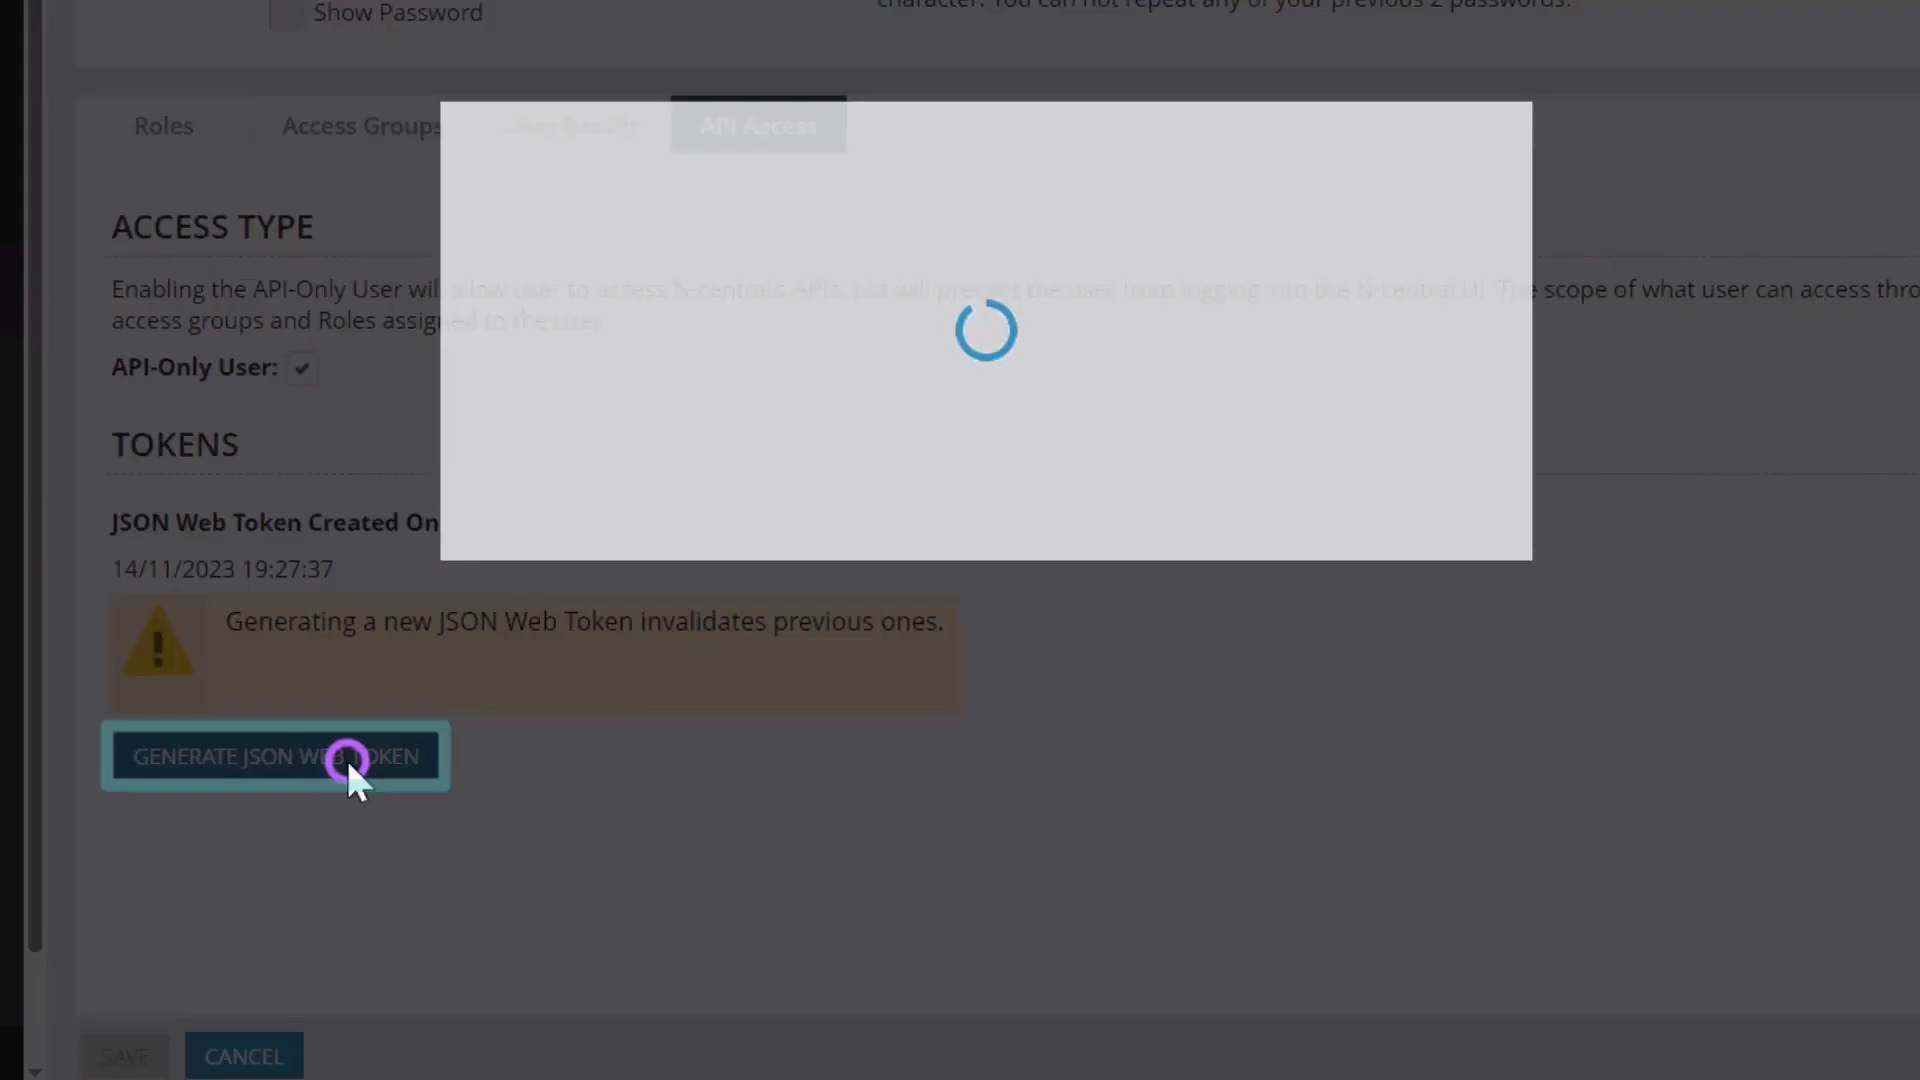 Show Password
character. You can not repeat any of your previous 2 passwords.
Roles
Access Groups
User Details
API Access
ACCESS TYPE
Enabling the API-Only User will allow user to access N-central's APIs, but will prevent the user from logging into the N-central UI. The scope of what user can access thro
access groups and Roles assigned to the user.
API-Only User:
TOKENS
JSON Web Token Created On
14/11/2023 19:27:37
Generating a new JSON Web Token invalidates previous ones.
GENERATE JSON WEB TOKEN
SAVE
CANCEL